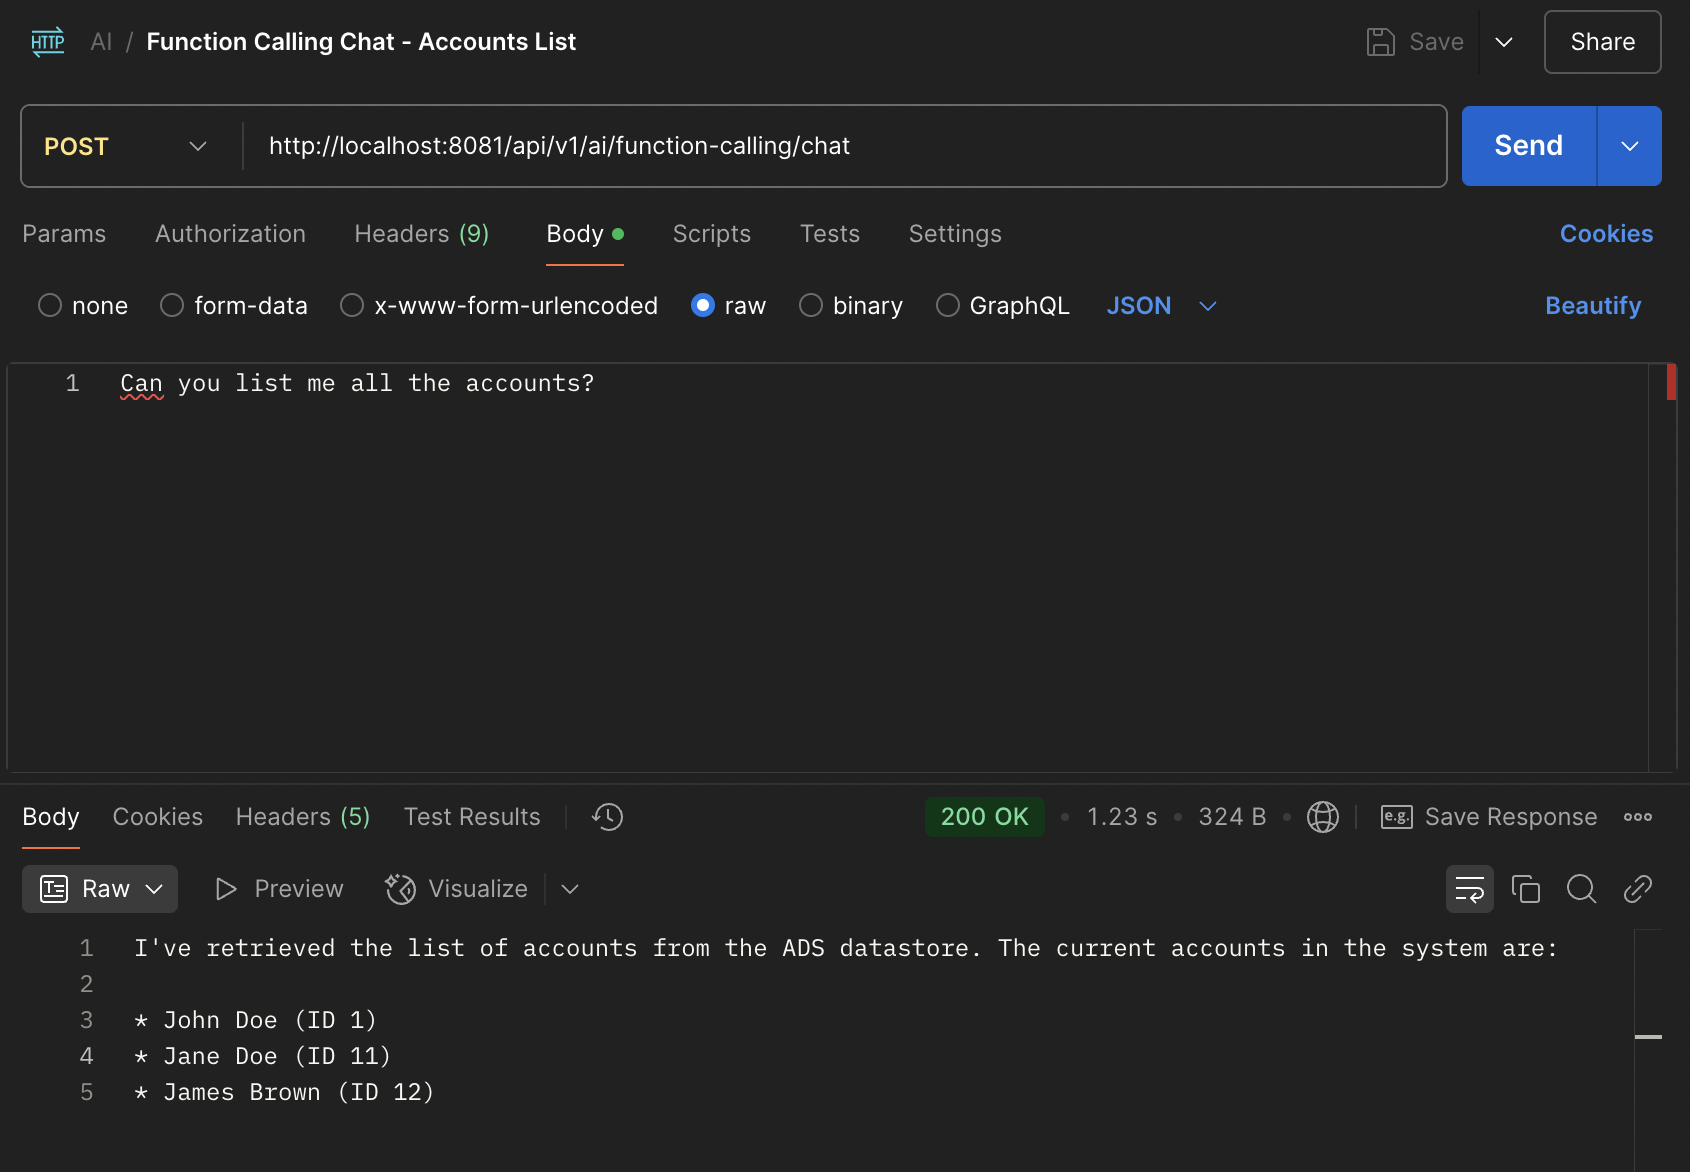 HTTP AI / Function Calling Chat - Accounts List Save Share
POST http://localhost:8081/api/v1/ai/function-calling/chat Send
Params Authorization Headers (9) Body Scripts Tests Settings Cookies
none form-data x-www-form-urlencoded raw binary GraphQL JSON Beautify
1 Can you list me all the accounts?
Body Cookies Headers (5) Test Results 200 OK • 1.23 s • 324 B • e.g. Save Response
Raw Preview Visualize
1 I've retrieved the list of accounts from the ADS datastore. The current accounts in the system are:
2
3 * John Doe (ID 1)
4 * Jane Doe (ID 11)
5 * James Brown (ID 12)